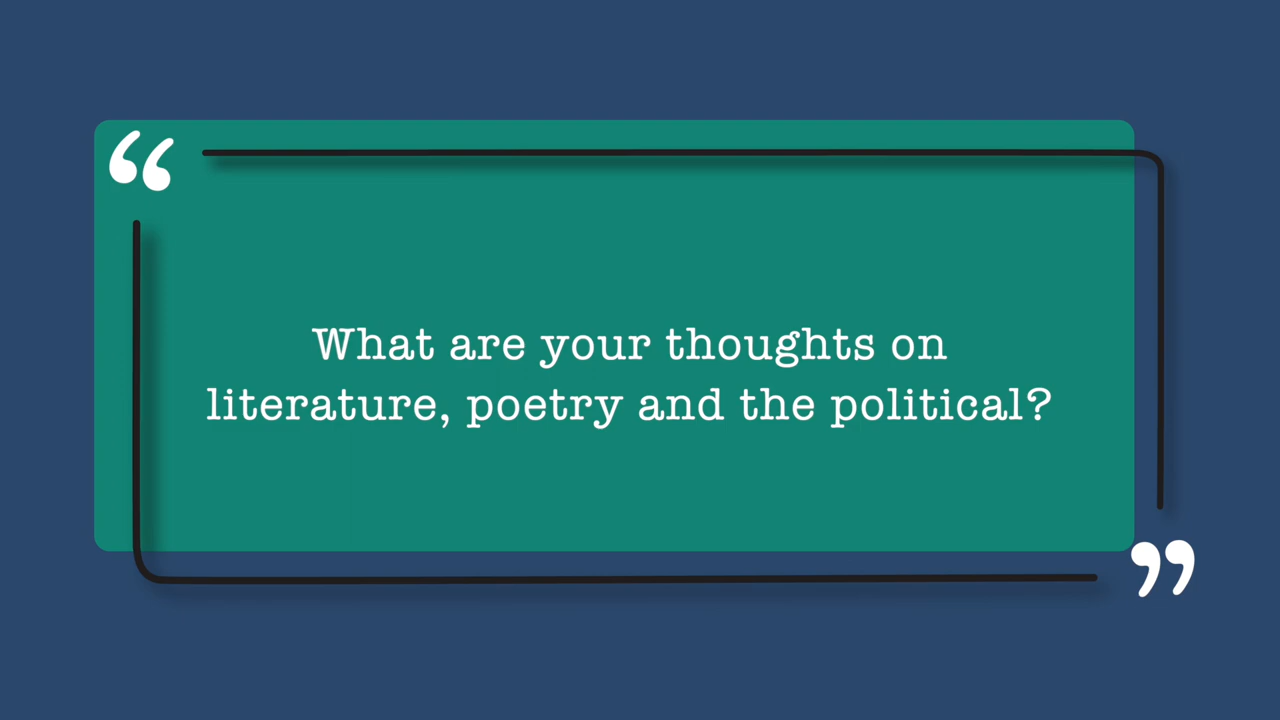 “
What are your thoughts on
literature, poetry and the political?
”